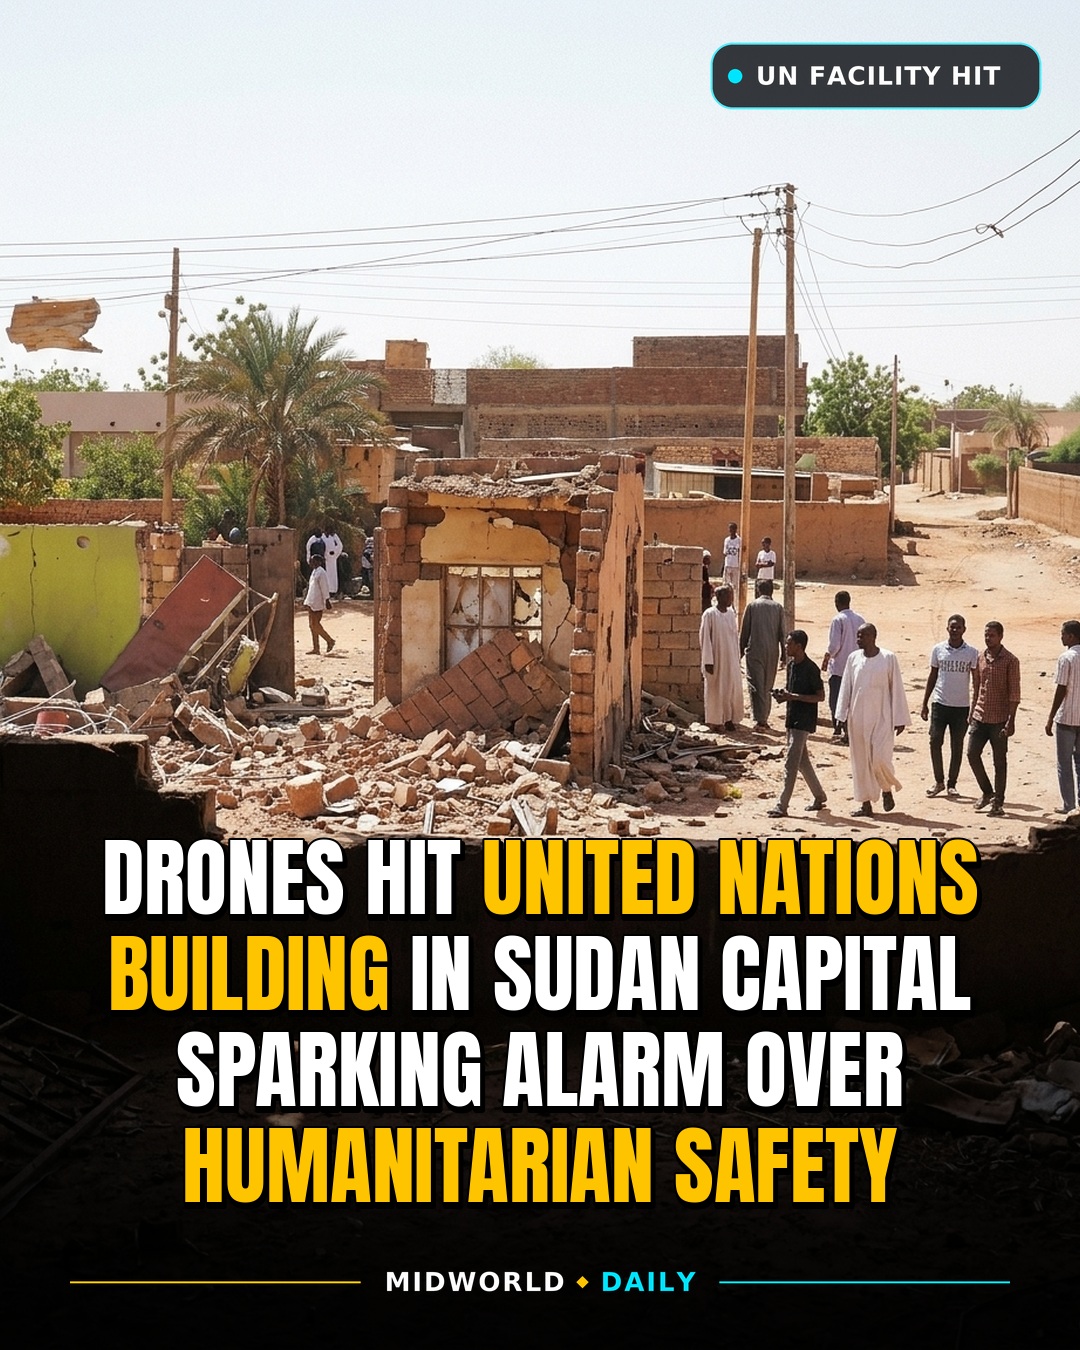 UN FACILITY HIT
DRONES HIT UNITED NATIONS
BUILDING IN SUDAN CAPITAL
SPARKING ALARM OVER
HUMANITARIAN SAFETY
MIDWORLD DAILY